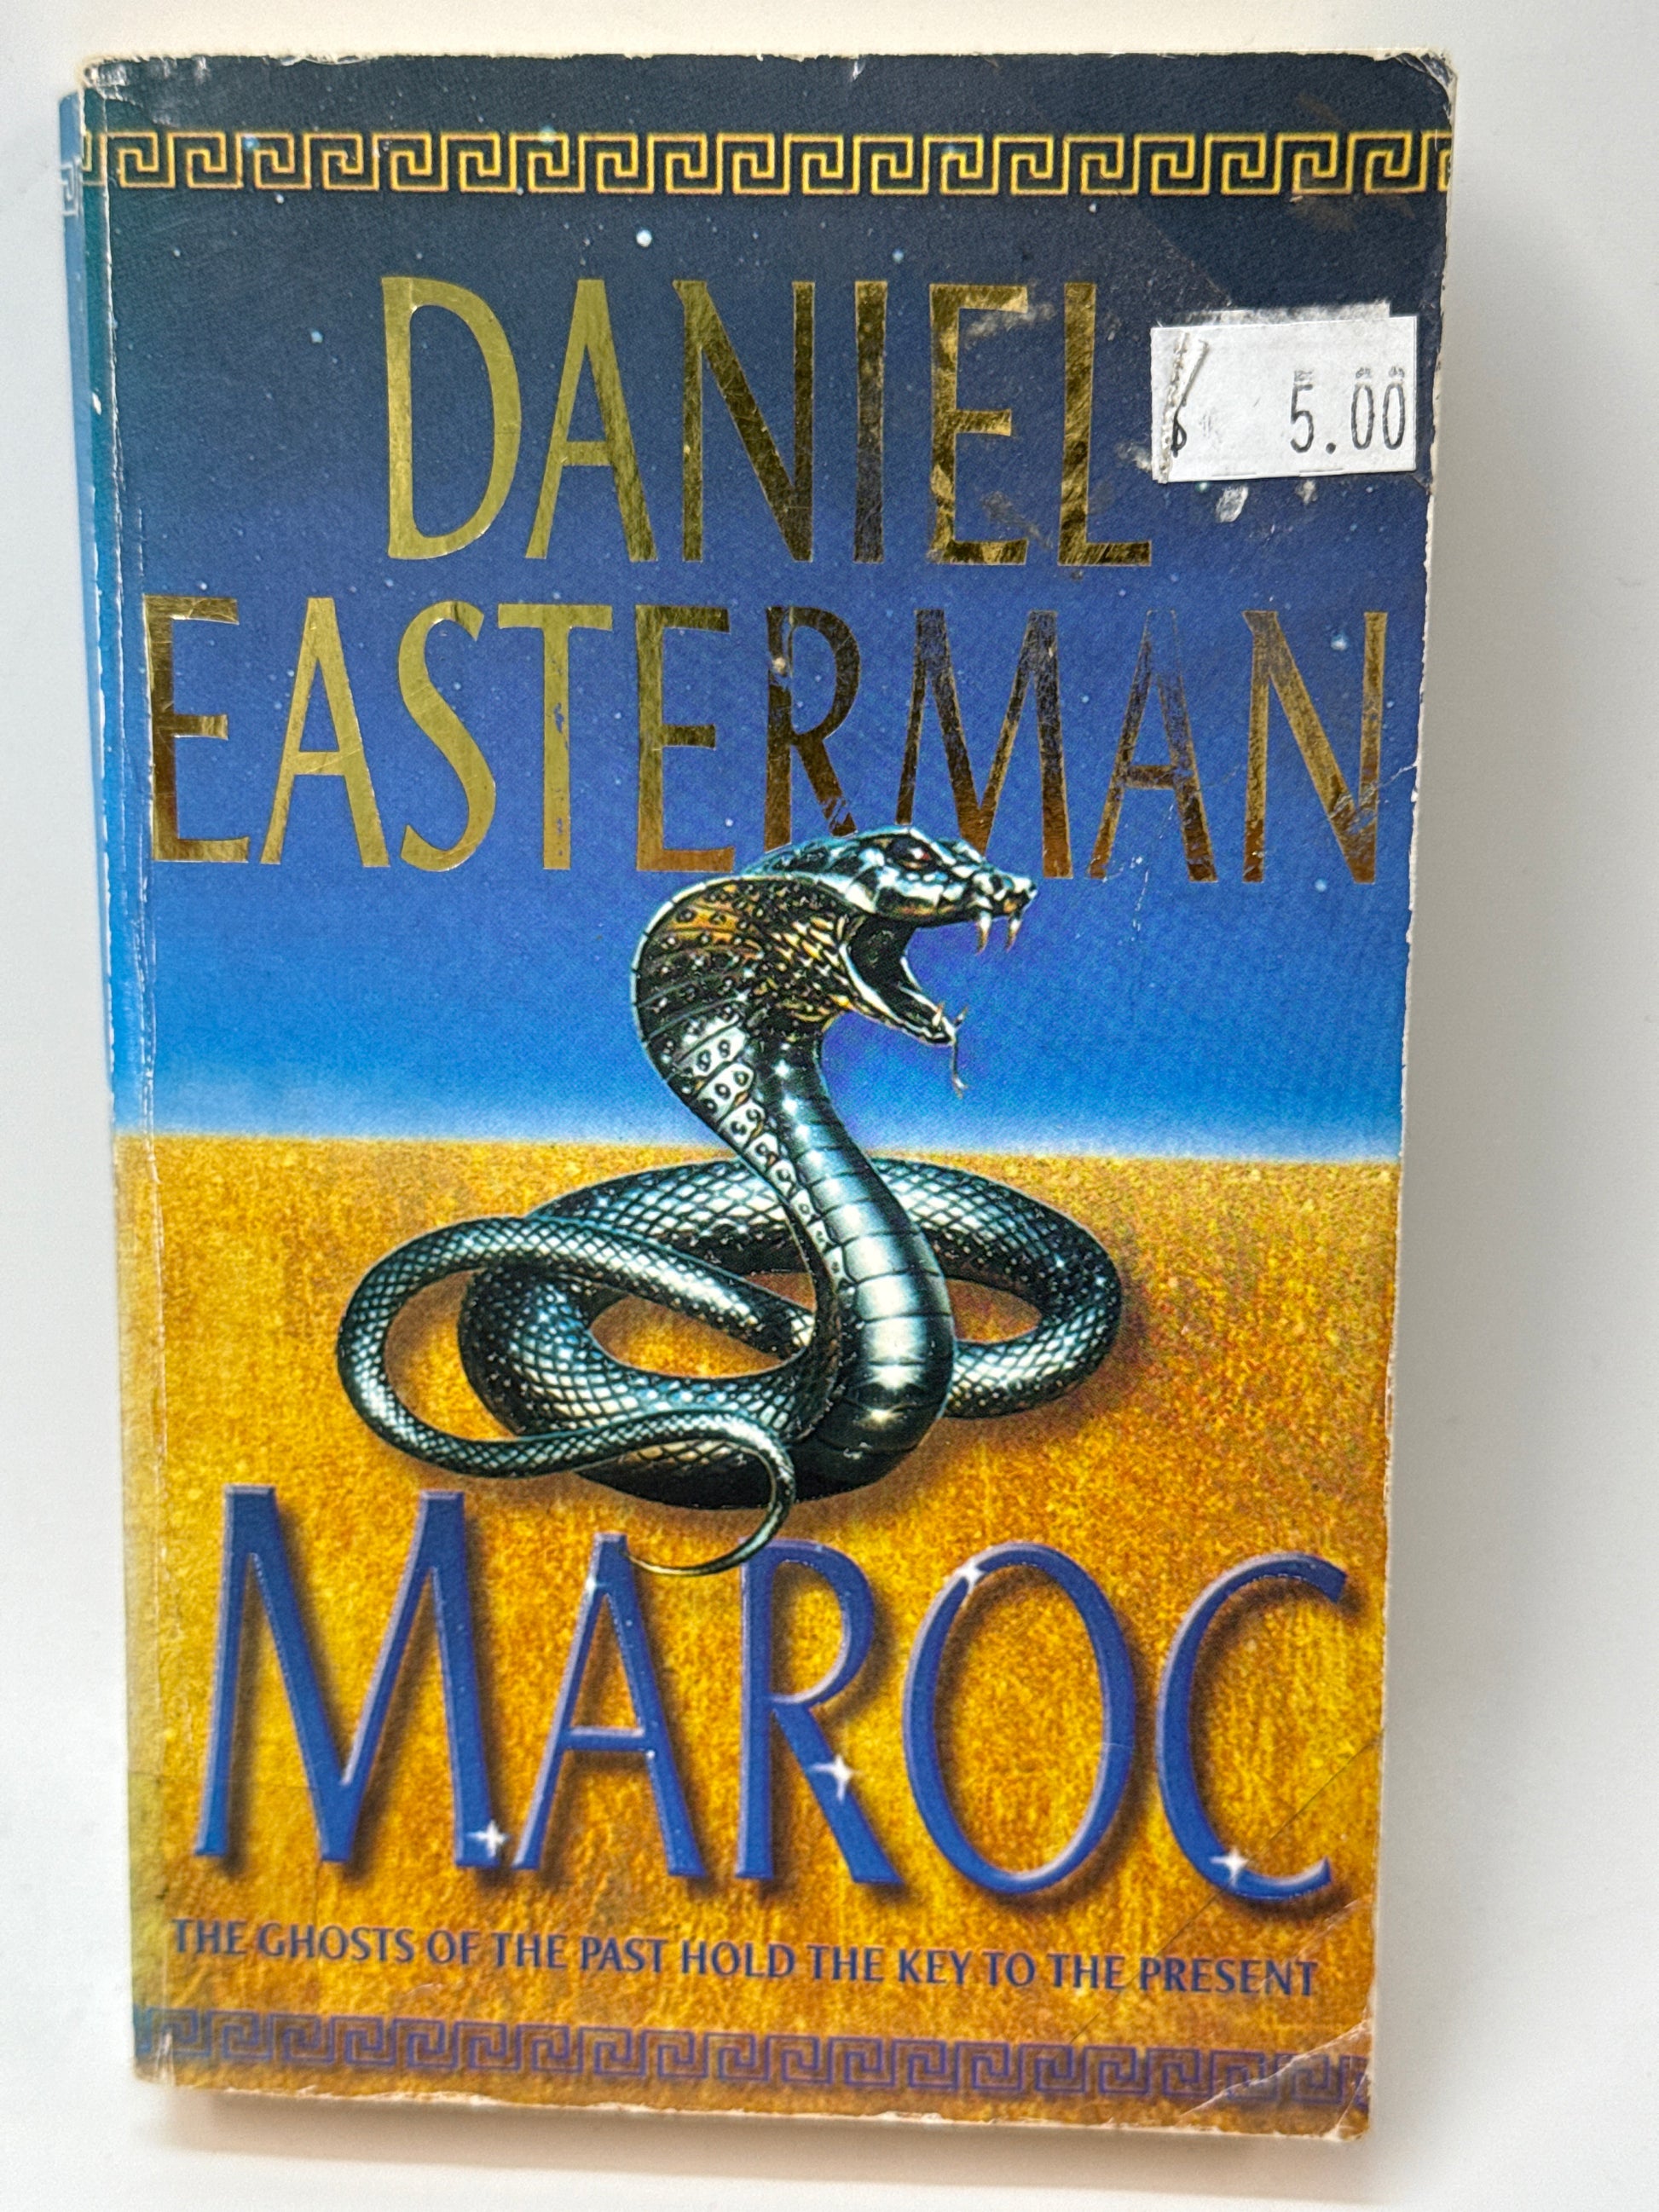 DANIEL
$ 5.00
EASTERMAN
MAROC
THE GHOSTS OF THE PAST HOLD THE KEY TO THE PRESENT